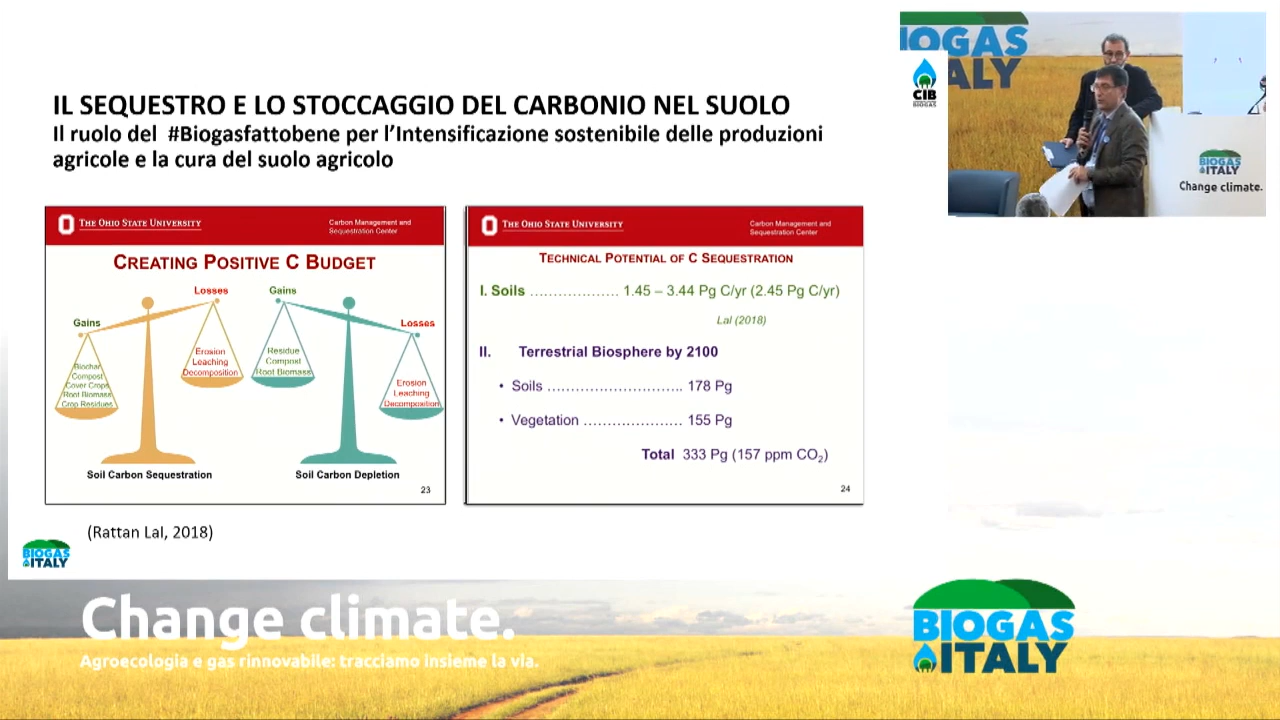 IL SEQUESTRO E LO STOCCAGGIO DEL CARBONIO NEL SUOLO
Il ruolo del #Biogasfattobene per l'Intensificazione sostenibile delle produzioni
agricole e la cura del suolo agricolo
THE OHIO STATE UNIVERSITY
Carbon Management and
Sequestration Center
CREATING POSITIVE C BUDGET
Losses
Gains
Gains
Losses
Biochar
Compost
Cover Crops
Root Biomass
Crop Residues
Erosion
Leaching
Decomposition
Residue
Compost
Root Biomass
Erosion
Leaching
Decomposition
Soil Carbon Sequestration
Soil Carbon Depletion
23
THE OHIO STATE UNIVERSITY
Carbon Management and
Sequestration Center
TECHNICAL POTENTIAL OF C SEQUESTRATION
I. Soils ……………… 1.45 – 3.44 Pg C/yr (2.45 Pg C/yr)
Lal (2018)
II. Terrestrial Biosphere by 2100
• Soils ……………………….. 178 Pg
• Vegetation ………………… 155 Pg
Total 333 Pg (157 ppm CO₂)
24
(Rattan Lal, 2018)
BIOGAS
ITALY
Change climate.
Agroecologia e gas rinnovabile: tracciamo insieme la via.
BIOGAS
ITALY
BIOGAS
ITALY
CIB
BIOGAS
BIOGAS
ITALY
Change climate.